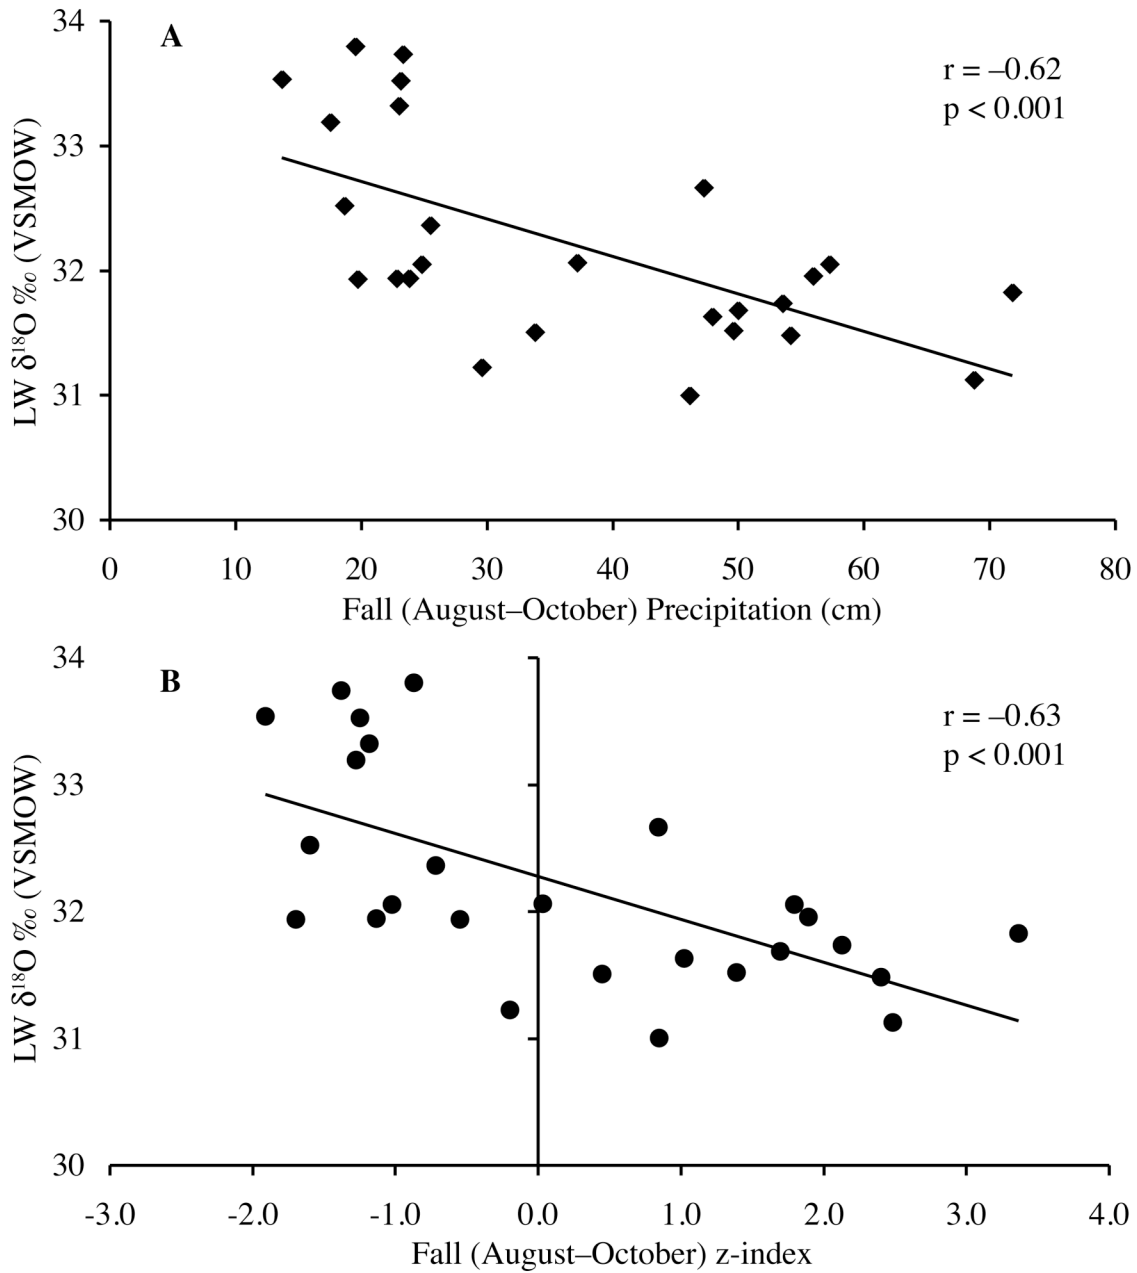 34
A
r = –0.62
p < 0.001
33
LW δ¹⁸O ‰ (VSMOW)
32
31
30
0 10 20 30 40 50 60 70 80
Fall (August–October) Precipitation (cm)
34
B
r = –0.63
p < 0.001
33
LW δ¹⁸O ‰ (VSMOW)
32
31
30
-3.0 -2.0 -1.0 0.0 1.0 2.0 3.0 4.0
Fall (August–October) z-index